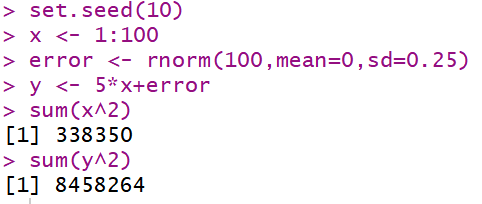 > set.seed(10)
> x <- 1:100
> error <- rnorm(100,mean=0,sd=0.25)
> y <- 5*x+error
> sum(x^2)
[1] 338350
> sum(y^2)
[1] 8458264